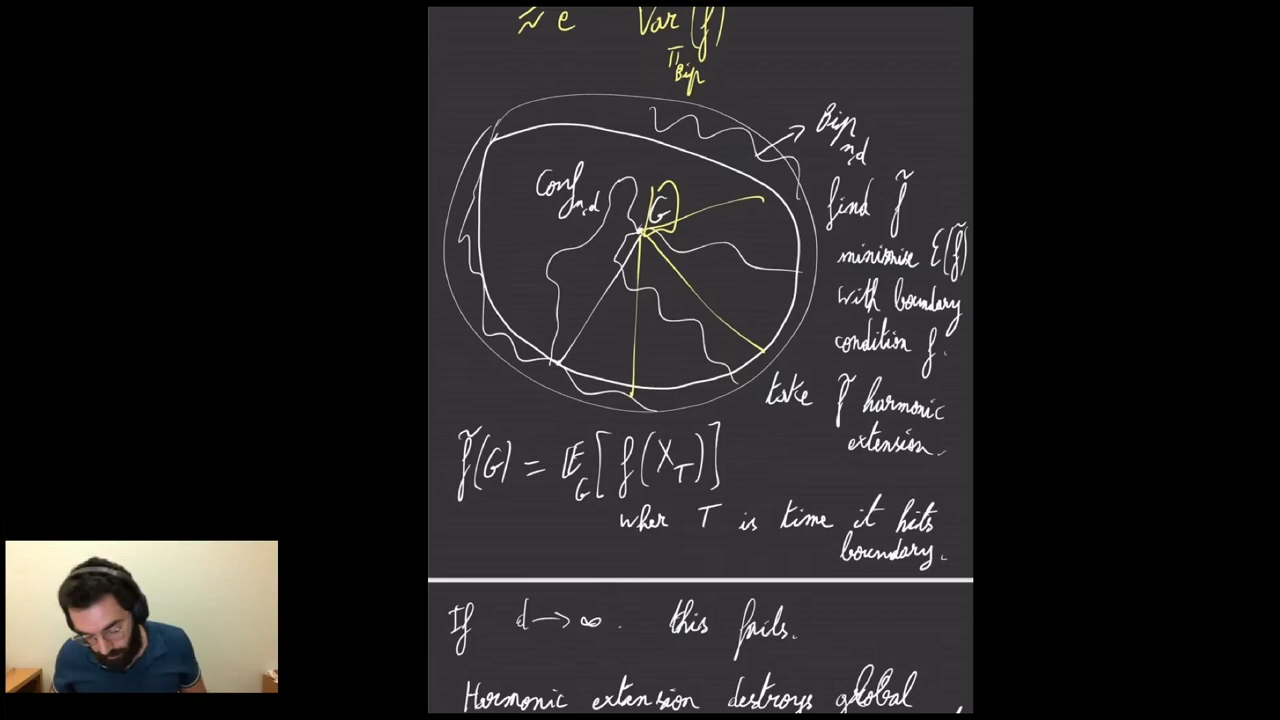 ≈ e Var (f)
π_Bip
Bip_n,d
Conf_n,d
G
find f̃
minimise ℰ(f̃)
with boundary
condition f.
take f̃ harmonic
extension.
f̃(G) = 𝔼_G [ f(X_T) ]
wher T is time it hits
boundary.
If d → ∞. this fails.
Harmonic extension destroys global